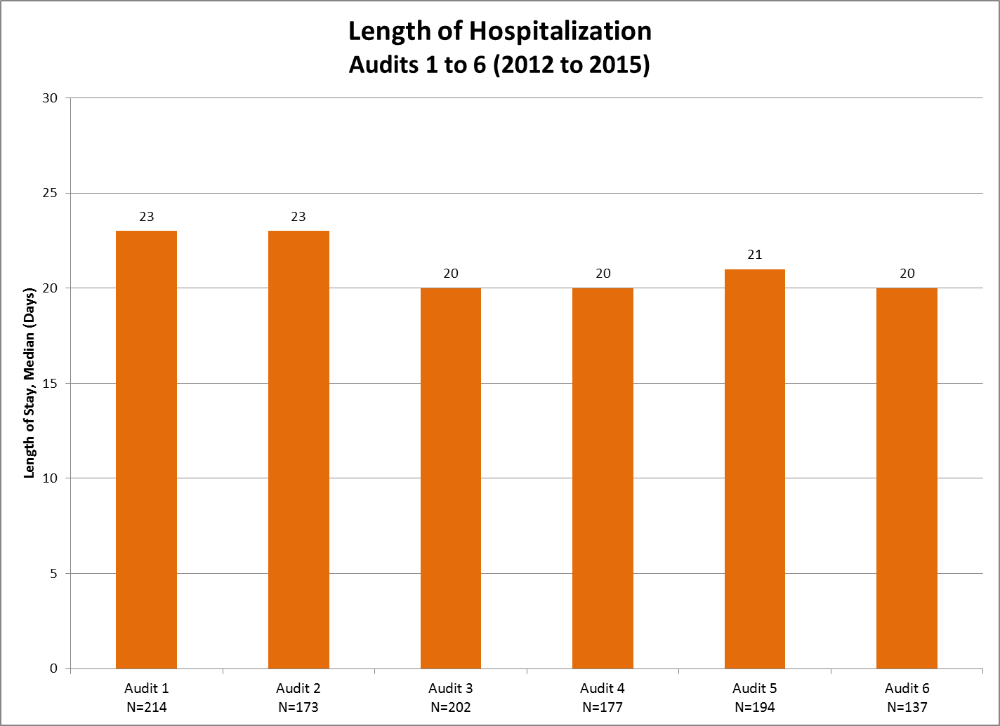 Length of Hospitalization
Audits 1 to 6 (2012 to 2015)
Length of Stay, Median (Days)
30
25
20
15
10
5
0
23
23
20
20
21
20
Audit 1
N=214
Audit 2
N=173
Audit 3
N=202
Audit 4
N=177
Audit 5
N=194
Audit 6
N=137